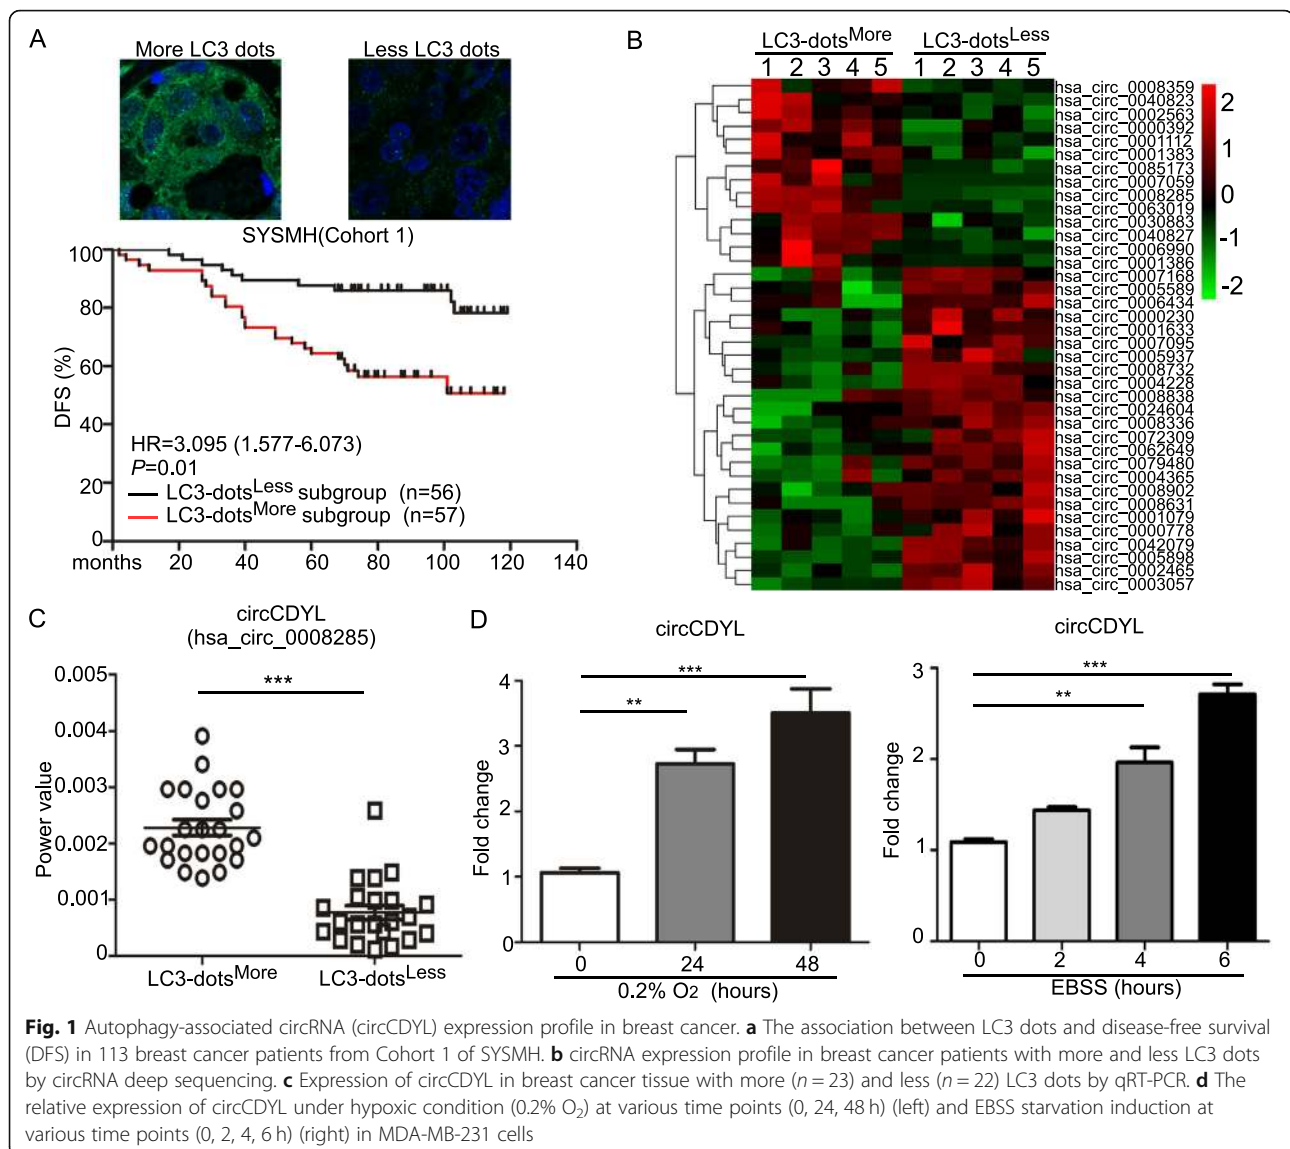 A
More LC3 dots
Less LC3 dots
SYSMH(Cohort 1)
100
80
60
40
20
0
DFS (%)
HR=3.095 (1.577-6.073)
P=0.01
LC3-dotsLess subgroup (n=56)
LC3-dotsMore subgroup (n=57)
months 20 40 60 80 100 120 140
B
LC3-dotsMore LC3-dotsLess
1 2 3 4 5 1 2 3 4 5
hsa_circ_0008359
hsa_circ_0040823
hsa_circ_0002563
hsa_circ_0000392
hsa_circ_0001112
hsa_circ_0001383
hsa_circ_0085173
hsa_circ_0007059
hsa_circ_0008285
hsa_circ_0063019
hsa_circ_0030883
hsa_circ_0040827
hsa_circ_0006990
hsa_circ_0001386
hsa_circ_0007168
hsa_circ_0005589
hsa_circ_0006434
hsa_circ_0000230
hsa_circ_0001633
hsa_circ_0007095
hsa_circ_0005937
hsa_circ_0008732
hsa_circ_0004228
hsa_circ_0008838
hsa_circ_0024604
hsa_circ_0008336
hsa_circ_0072309
hsa_circ_0062649
hsa_circ_0079480
hsa_circ_0004365
hsa_circ_0008902
hsa_circ_0008631
hsa_circ_0001079
hsa_circ_0000778
hsa_circ_0042079
hsa_circ_0005898
hsa_circ_0002465
hsa_circ_0003057
2
1
0
-1
-2
C
circCDYL
(hsa_circ_0008285)
0.005
0.004
0.003
0.002
0.001
0
Power value
***
LC3-dotsMore LC3-dotsLess
D
circCDYL
4
3
2
1
0
Fold change
***
**
0 24 48
0.2% O2 (hours)
circCDYL
3
2
1
0
Fold change
***
**
0 2 4 6
EBSS (hours)
Fig. 1 Autophagy-associated circRNA (circCDYL) expression profile in breast cancer. a The association between LC3 dots and disease-free survival
(DFS) in 113 breast cancer patients from Cohort 1 of SYSMH. b circRNA expression profile in breast cancer patients with more and less LC3 dots
by circRNA deep sequencing. c Expression of circCDYL in breast cancer tissue with more (n = 23) and less (n = 22) LC3 dots by qRT-PCR. d The
relative expression of circCDYL under hypoxic condition (0.2% O2) at various time points (0, 24, 48 h) (left) and EBSS starvation induction at
various time points (0, 2, 4, 6 h) (right) in MDA-MB-231 cells